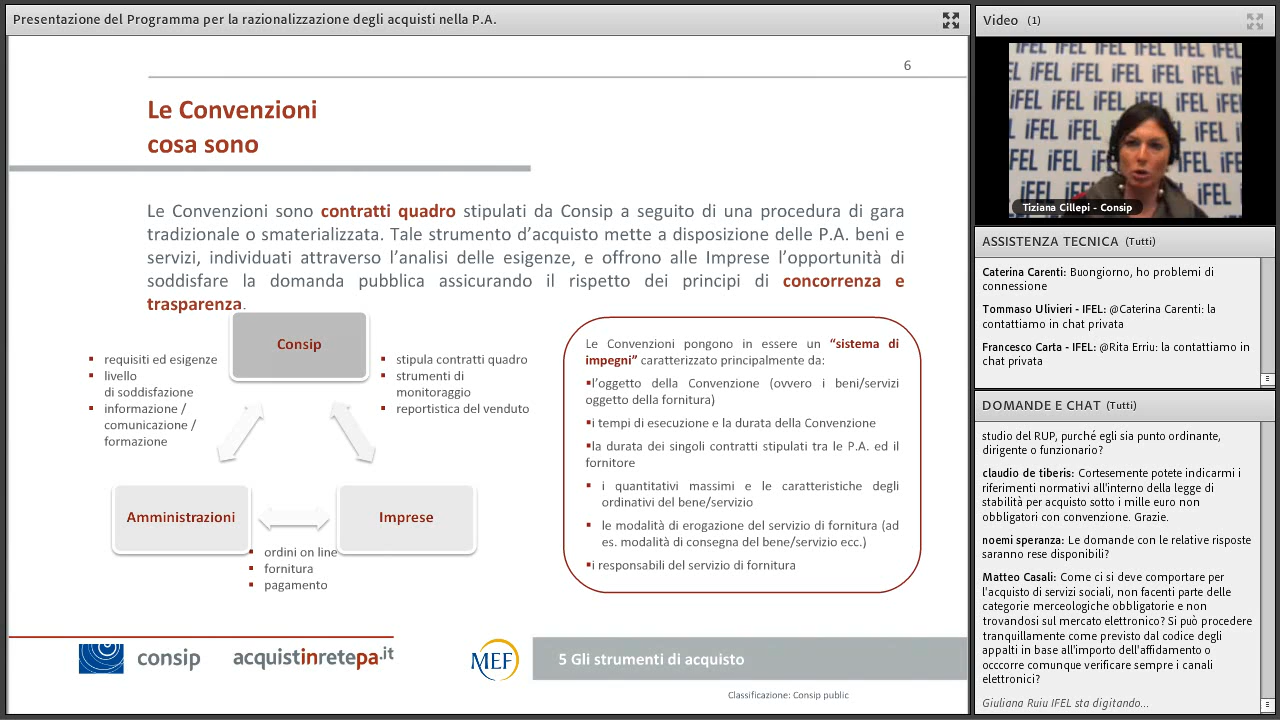 Presentazione del Programma per la razionalizzazione degli acquisti nella P.A.
6
Le Convenzioni
cosa sono
Le Convenzioni sono contratti quadro stipulati da Consip a seguito di una procedura di gara
tradizionale o smaterializzata. Tale strumento d'acquisto mette a disposizione delle P.A. beni e
servizi, individuati attraverso l'analisi delle esigenze, e offrono alle Imprese l'opportunità di
soddisfare la domanda pubblica assicurando il rispetto dei principi di concorrenza e
trasparenza.
Consip
▪ requisiti ed esigenze
▪ livello
di soddisfazione
▪ informazione /
comunicazione /
formazione
▪ stipula contratti quadro
▪ strumenti di
monitoraggio
▪ reportistica del venduto
Amministrazioni
Imprese
▪ ordini on line
▪ fornitura
▪ pagamento
Le Convenzioni pongono in essere un "sistema di
impegni" caratterizzato principalmente da:
▪l'oggetto della Convenzione (ovvero i beni/servizi
oggetto della fornitura)
▪i tempi di esecuzione e la durata della Convenzione
▪la durata dei singoli contratti stipulati tra le P.A. ed il
fornitore
▪ i quantitativi massimi e le caratteristiche degli
ordinativi del bene/servizio
▪ le modalità di erogazione del servizio di fornitura (ad
es. modalità di consegna del bene/servizio ecc.)
▪i responsabili del servizio di fornitura
consip
acquistinretepa.it
MEF
5 Gli strumenti di acquisto
Classificazione: Consip public
Video (1)
iFEL iFEL iFEL iFEL
Tiziana Cillepi - Consip
ASSISTENZA TECNICA (Tutti)
Caterina Carenti: Buongiorno, ho problemi di
connessione
Tommaso Ulivieri - IFEL: @Caterina Carenti: la
contattiamo in chat privata
Francesco Carta - IFEL: @Rita Erriu: la contattiamo in
chat privata
DOMANDE E CHAT (Tutti)
studio del RUP, purché egli sia punto ordinante,
dirigente o funzionario?
claudio de tiberis: Cortesemente potete indicarmi i
riferimenti normativi all'interno della legge di
stabilità per acquisto sotto i mille euro non
obbligatori con convenzione. Grazie.
noemi speranza: Le domande con le relative risposte
saranno rese disponibili?
Matteo Casali: Come ci si deve comportare per
l'acquisto di servizi sociali, non facenti parte delle
categorie merceologiche obbligatorie e non
trovandosi sul mercato elettronico? Si può procedere
tranquillamente come previsto dal codice degli
appalti in base all'importo dell'affidamento o
occcorre comunque verificare sempre i canali
elettronici?
Giuliana Ruiu IFEL sta digitando...